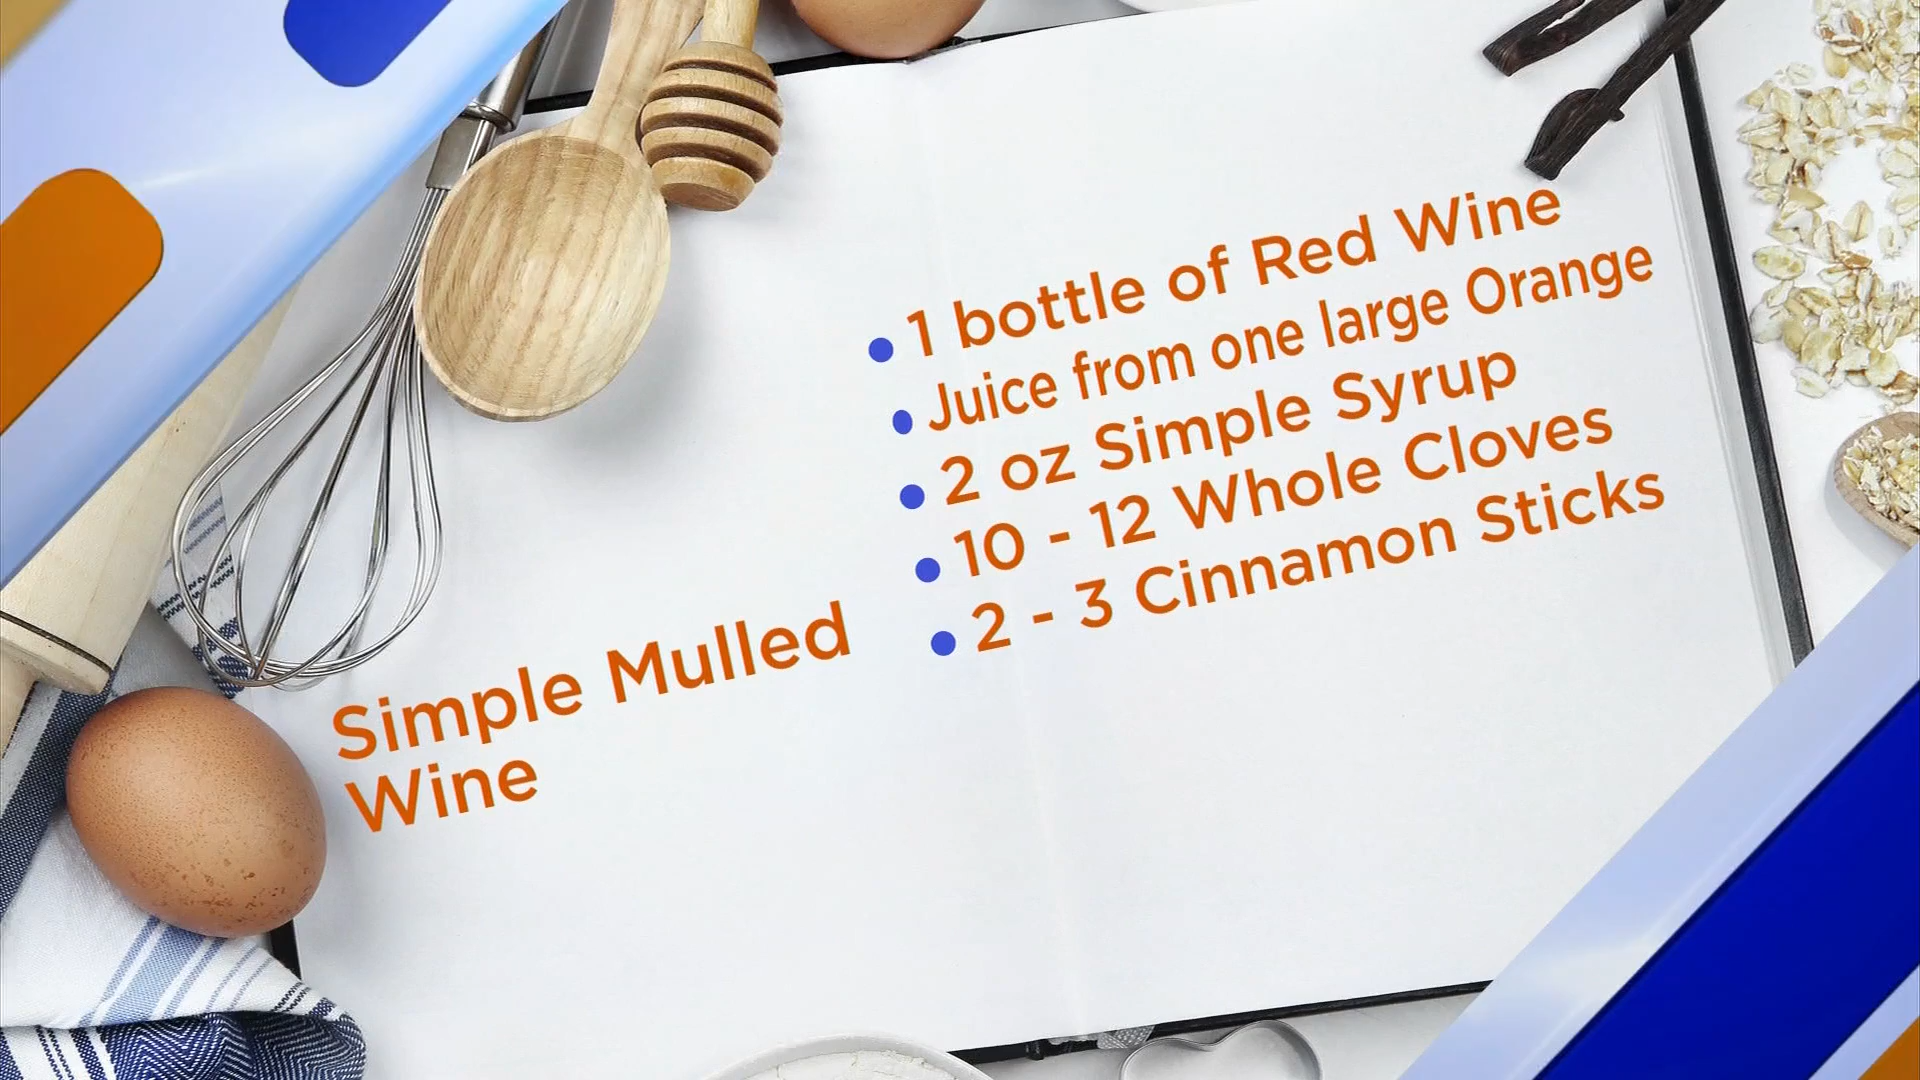 Simple Mulled
Wine
• 1 bottle of Red Wine
• Juice from one large Orange
• 2 oz Simple Syrup
• 10 - 12 Whole Cloves
• 2 - 3 Cinnamon Sticks